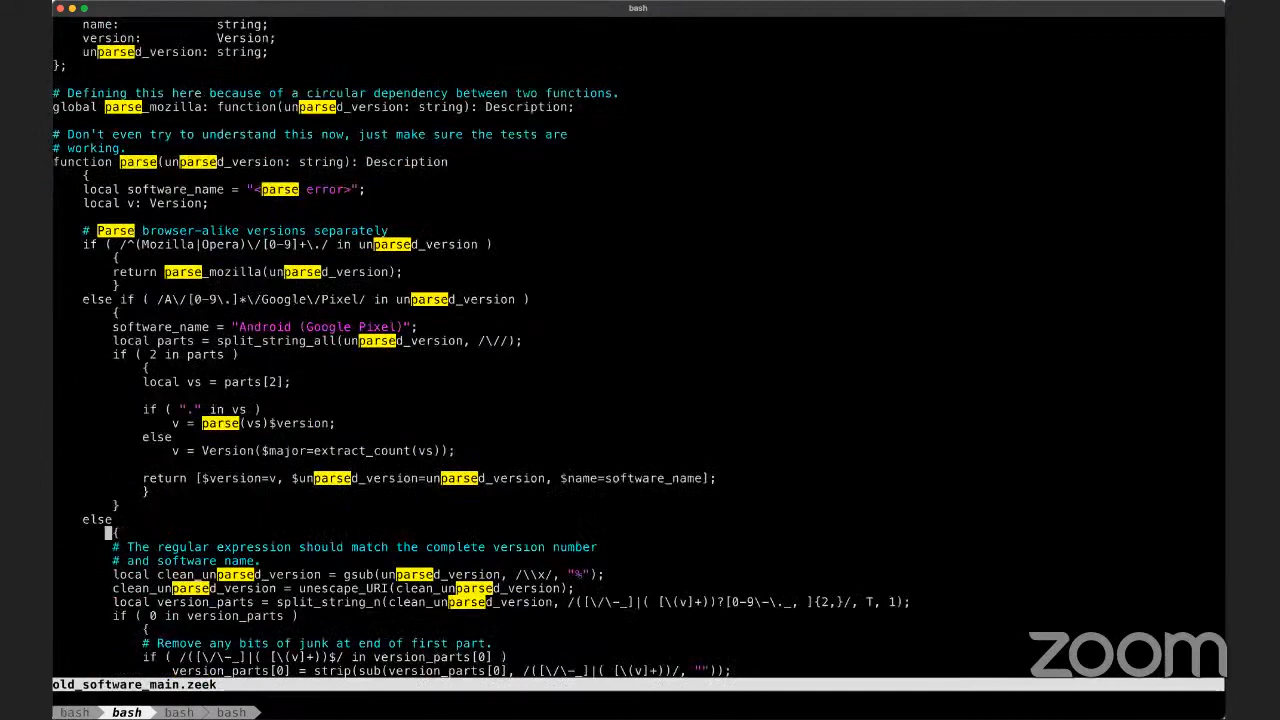 bash
name: string;
version: Version;
unparsed_version: string;
};
# Defining this here because of a circular dependency between two functions.
global parse_mozilla: function(unparsed_version: string): Description;
# Don't even try to understand this now, just make sure the tests are
# working.
function parse(unparsed_version: string): Description
{
local software_name = "<parse error>";
local v: Version;
# Parse browser-alike versions separately
if ( /^(Mozilla|Opera)\/[0-9]+\./ in unparsed_version )
{
return parse_mozilla(unparsed_version);
}
else if ( /A\/[0-9\.]*\/Google\/Pixel/ in unparsed_version )
{
software_name = "Android (Google Pixel)";
local parts = split_string_all(unparsed_version, /\//);
if ( 2 in parts )
{
local vs = parts[2];
if ( "." in vs )
v = parse(vs)$version;
else
v = Version($major=extract_count(vs));
return [$version=v, $unparsed_version=unparsed_version, $name=software_name];
}
}
else
{
# The regular expression should match the complete version number
# and software name.
local clean_unparsed_version = gsub(unparsed_version, /\\x/, "%");
clean_unparsed_version = unescape_URI(clean_unparsed_version);
local version_parts = split_string_n(clean_unparsed_version, /([\/\-_]|( [\(v]+))?[0-9\-\._, ]{2,}/, T, 1);
if ( 0 in version_parts )
{
# Remove any bits of junk at end of first part.
if ( /([\/\-_]|( [\(v]+))$/ in version_parts[0] )
version_parts[0] = strip(sub(version_parts[0], /([\/\-_]|( [\(v]+))/, ""));
old_software_main.zeek
bash bash bash bash
zoom